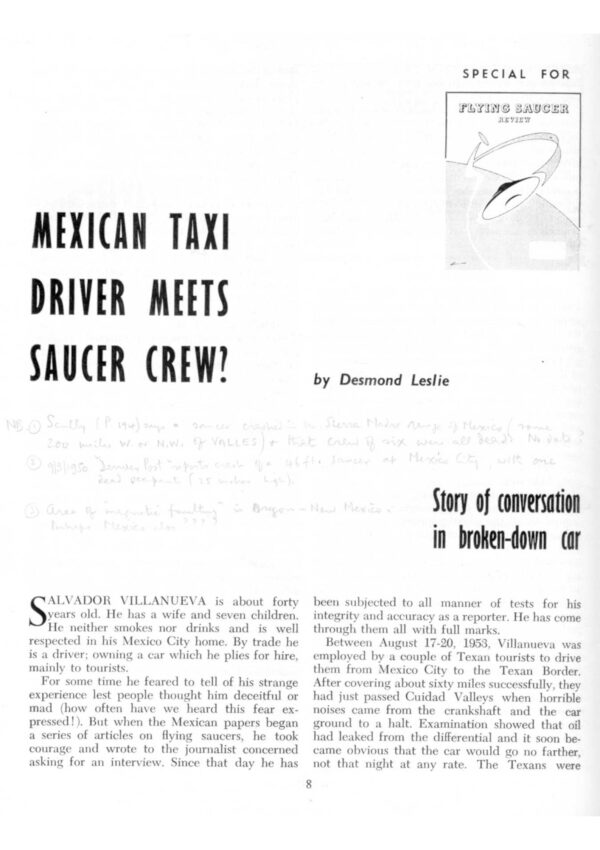 SPECIAL FOR
FLYING SAUCER
REVIEW
MEXICAN TAXI
DRIVER MEETS
SAUCER CREW?
by Desmond Leslie
NB. ① Scully (P 190) says a saucer crashed in Sierra Madre range of Mexico (some
200 miles W. or N.W. of VALLES) & that crew of six were all dead. No date?
② 9/3/1950 "Denver Post" reports crash of a 46 ft. saucer at Mexico City, with one
dead occupant (25 inches high).
③ Area of "magnetic faulting" in Oregon - New Mexico -
Perhaps Mexico also ????
Story of conversation
in broken-down car
SALVADOR VILLANUEVA is about forty
years old. He has a wife and seven children.
He neither smokes nor drinks and is well
respected in his Mexico City home. By trade he
is a driver; owning a car which he plies for hire,
mainly to tourists.
For some time he feared to tell of his strange
experience lest people thought him deceitful or
mad (how often have we heard this fear ex-
pressed!). But when the Mexican papers began
a series of articles on flying saucers, he took
courage and wrote to the journalist concerned
asking for an interview. Since that day he has
been subjected to all manner of tests for his
integrity and accuracy as a reporter. He has come
through them all with full marks.
Between August 17-20, 1953, Villanueva was
employed by a couple of Texan tourists to drive
them from Mexico City to the Texan Border.
After covering about sixty miles successfully, they
had just passed Cuidad Valleys when horrible
noises came from the crankshaft and the car
ground to a halt. Examination showed that oil
had leaked from the differential and it soon be-
came obvious that the car would go no farther,
not that night at any rate. The Texans were
8